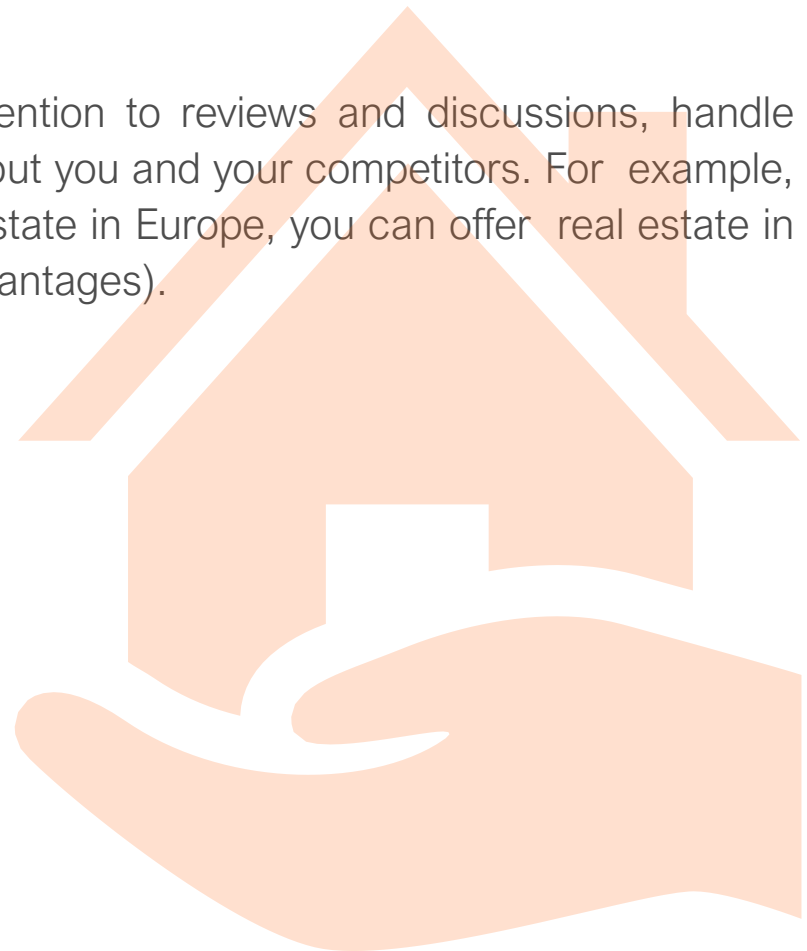 ention to reviews and discussions, handle
out you and your competitors. For example,
state in Europe, you can offer real estate in
antages).